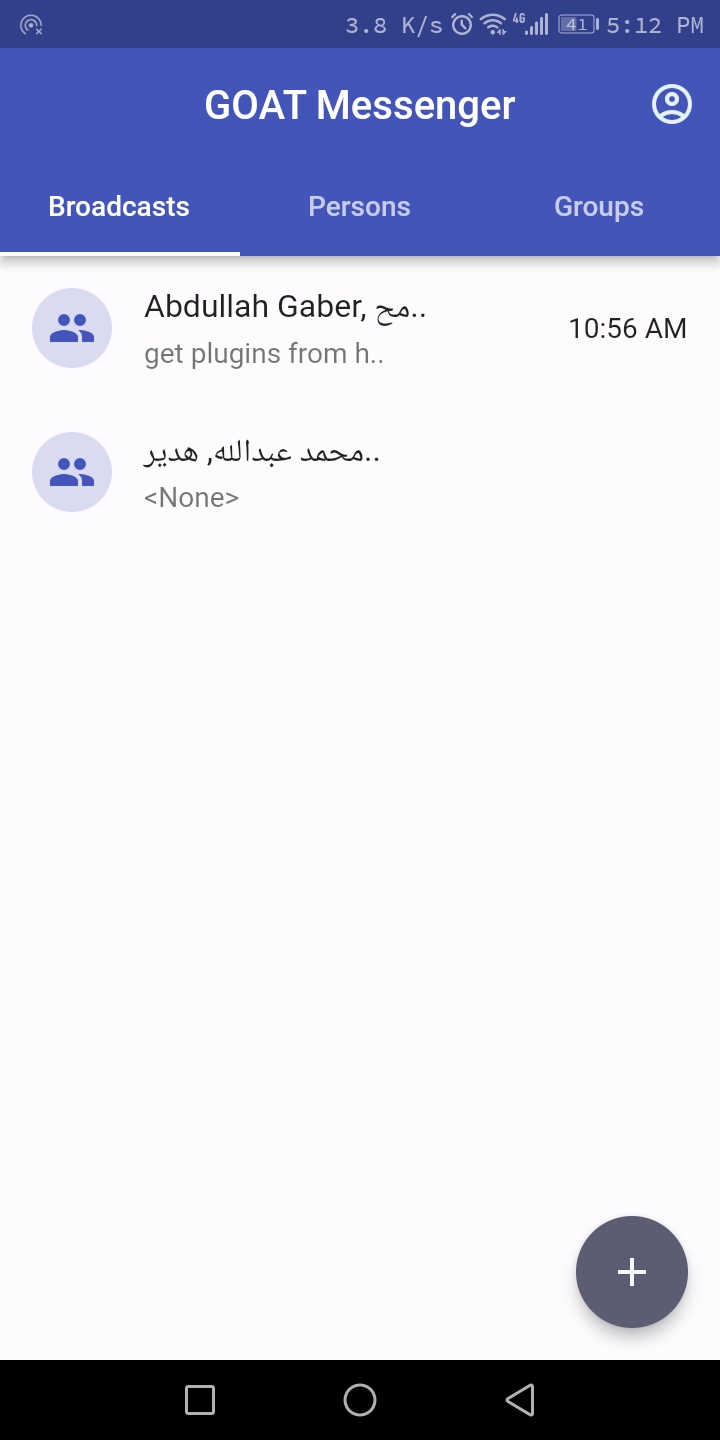 3.8 K/s 4G 41 5:12 PM
GOAT Messenger
Broadcasts Persons Groups
Abdullah Gaber, مح..
10:56 AM
get plugins from h..
محمد عبدالله, هدير..
<None>